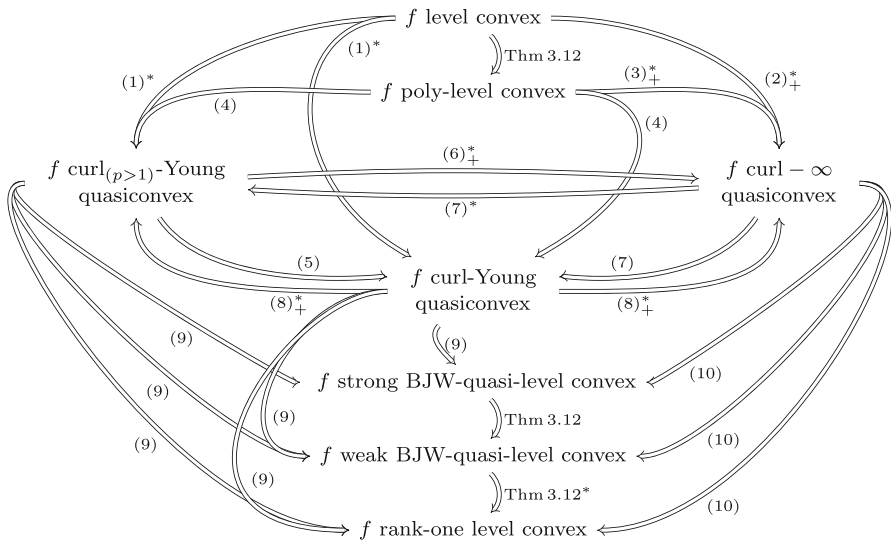 f level convex
(1)*
Thm 3.12
(1)*
(3)*₊
(2)*₊
(4)
f poly-level convex
(4)
(6)*₊
f curl₍ₚ>₁₎-Young
quasiconvex
f curl − ∞
quasiconvex
(7)*
(5)
f curl-Young
quasiconvex
(7)
(8)*₊
(8)*₊
(9)
(9)
(10)
f strong BJW-quasi-level convex
(9)
(9)
Thm 3.12
(9)
(10)
f weak BJW-quasi-level convex
(9)
Thm 3.12*
(10)
f rank-one level convex